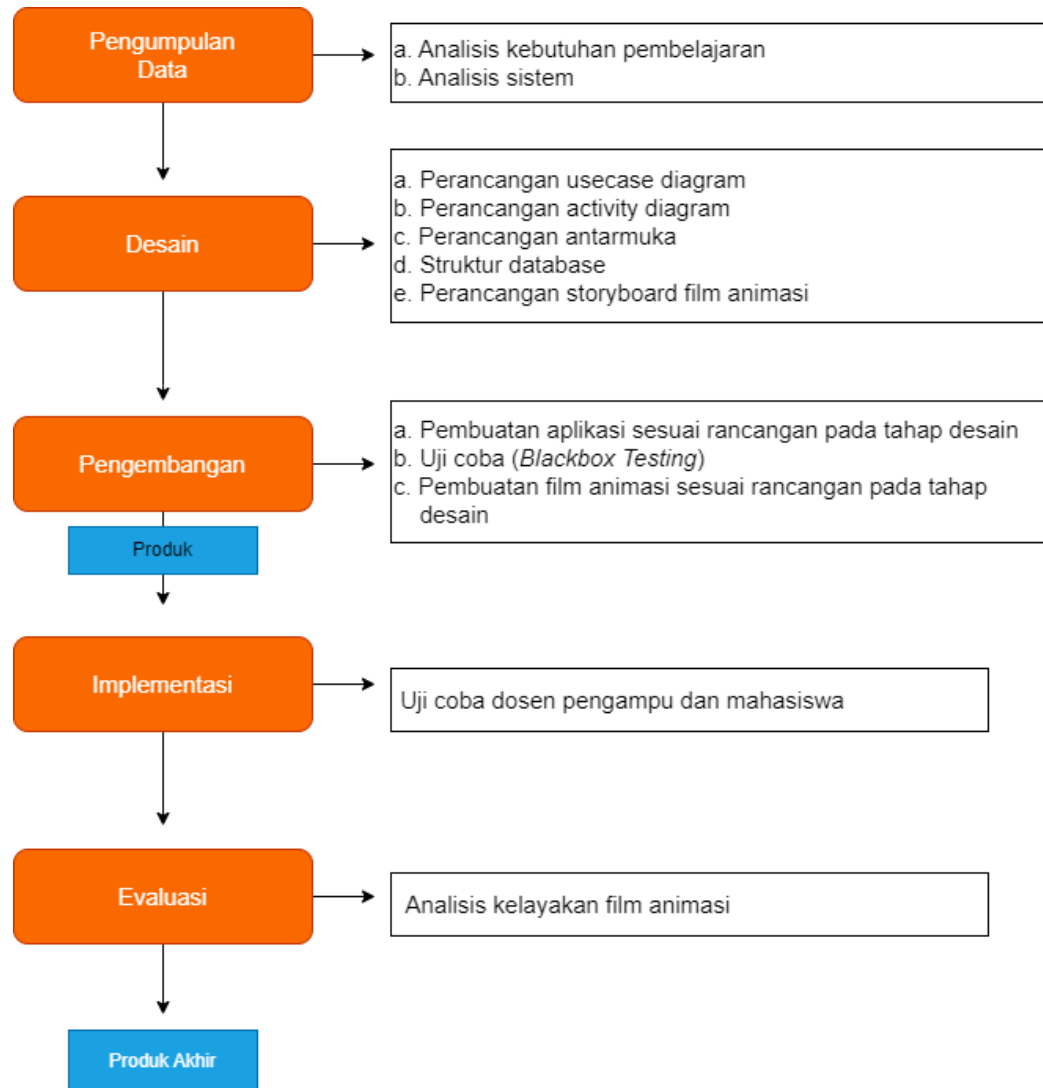 Pengumpulan
Data
a. Analisis kebutuhan pembelajaran
b. Analisis sistem
Desain
a. Perancangan usecase diagram
b. Perancangan activity diagram
c. Perancangan antarmuka
d. Struktur database
e. Perancangan storyboard film animasi
Pengembangan
a. Pembuatan aplikasi sesuai rancangan pada tahap desain
b. Uji coba (Blackbox Testing)
c. Pembuatan film animasi sesuai rancangan pada tahap
desain
Produk
Implementasi
Uji coba dosen pengampu dan mahasiswa
Evaluasi
Analisis kelayakan film animasi
Produk Akhir